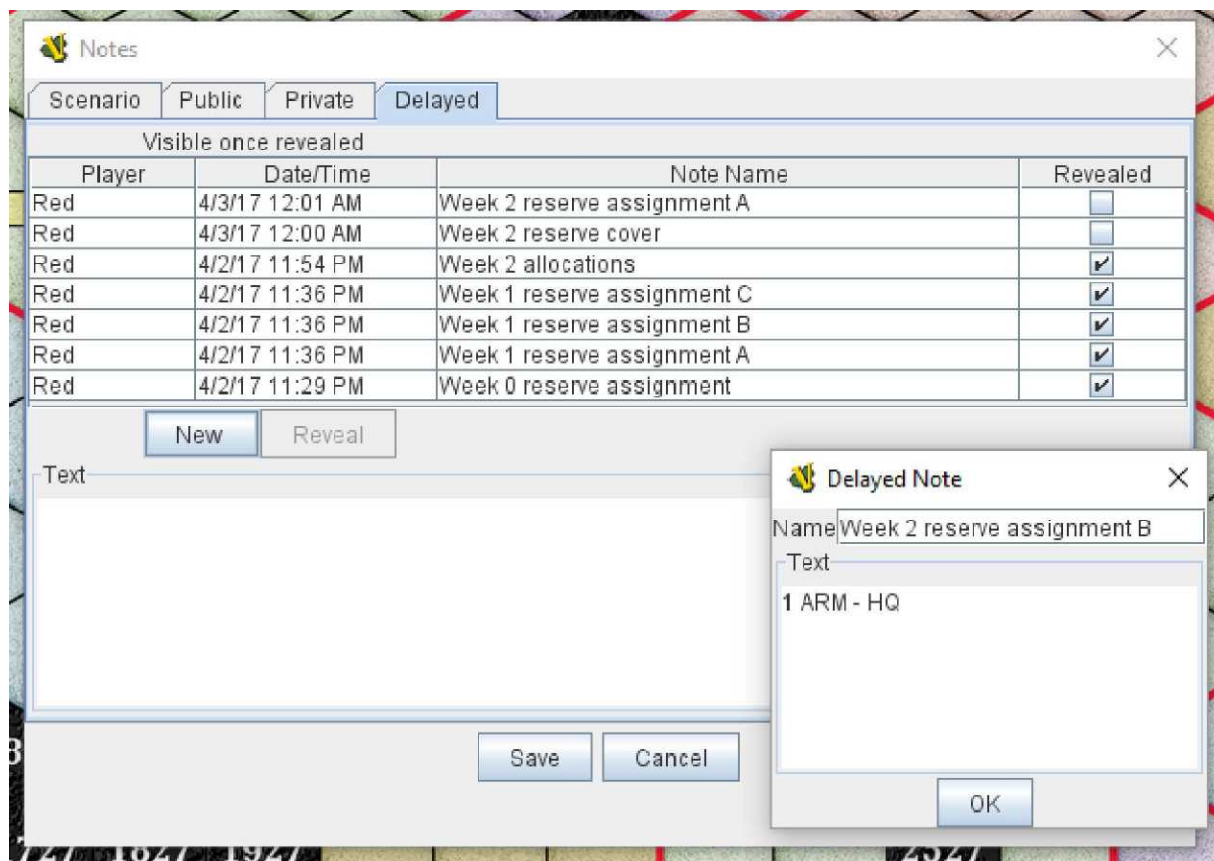 Notes
Scenario Public Private Delayed
Visible once revealed
Player Date/Time Note Name Revealed
Red 4/3/17 12:01 AM Week 2 reserve assignment A
Red 4/3/17 12:00 AM Week 2 reserve cover
Red 4/2/17 11:54 PM Week 2 allocations
Red 4/2/17 11:36 PM Week 1 reserve assignment C
Red 4/2/17 11:36 PM Week 1 reserve assignment B
Red 4/2/17 11:36 PM Week 1 reserve assignment A
Red 4/2/17 11:29 PM Week 0 reserve assignment
New Reveal
Text
Delayed Note
Name Week 2 reserve assignment B
Text
1 ARM - HQ
Save Cancel
OK
1827 1927